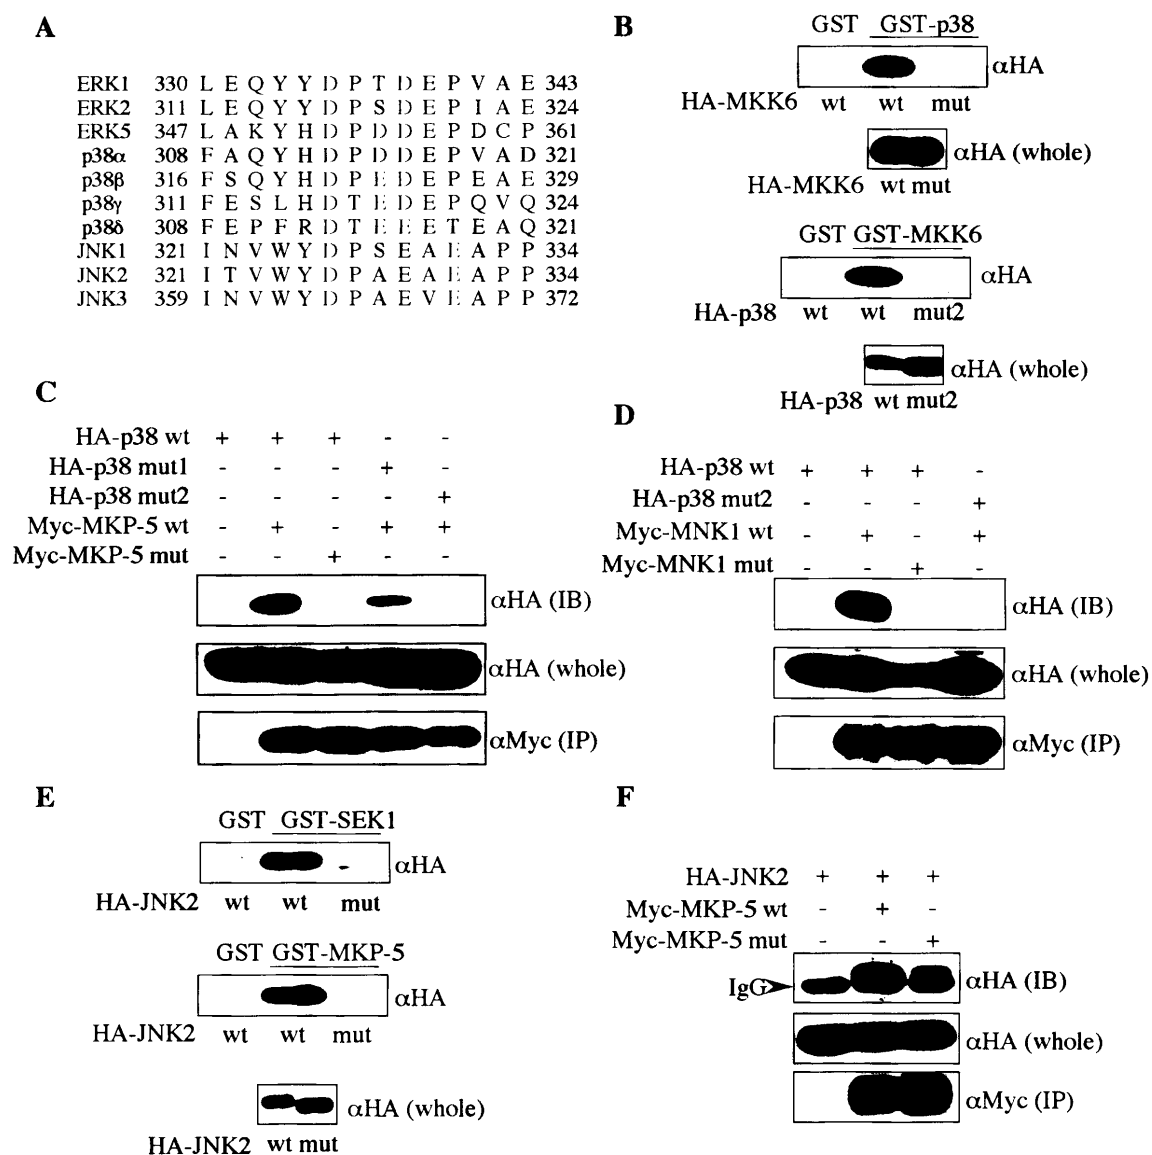 A
ERK1 330 L E Q Y Y D P T D E P V A E 343
ERK2 311 L E Q Y Y D P S D E P I A E 324
ERK5 347 L A K Y H D P D D E P D C P 361
p38α 308 F A Q Y H D P D D E P V A D 321
p38β 316 F S Q Y H D P E D E P E A E 329
p38γ 311 F E S L H D T E D E P Q V Q 324
p38δ 308 F E P F R D T E E E T E A Q 321
JNK1 321 I N V W Y D P S E A E A P P 334
JNK2 321 I T V W Y D P A E A E A P P 334
JNK3 359 I N V W Y D P A E V E A P P 372
B
GST GST-p38
αHA
HA-MKK6 wt wt mut
αHA (whole)
HA-MKK6 wt mut
GST GST-MKK6
αHA
HA-p38 wt wt mut2
αHA (whole)
HA-p38 wt mut2
C
HA-p38 wt + + + - -
HA-p38 mut1 - - - + -
HA-p38 mut2 - - - - +
Myc-MKP-5 wt - + - + +
Myc-MKP-5 mut - - + - -
αHA (IB)
αHA (whole)
αMyc (IP)
D
HA-p38 wt + + + -
HA-p38 mut2 - - - +
Myc-MNK1 wt - + - +
Myc-MNK1 mut - - + -
αHA (IB)
αHA (whole)
αMyc (IP)
E
GST GST-SEK1
αHA
HA-JNK2 wt wt mut
GST GST-MKP-5
αHA
HA-JNK2 wt wt mut
αHA (whole)
HA-JNK2 wt mut
F
HA-JNK2 + + +
Myc-MKP-5 wt - + -
Myc-MKP-5 mut - - +
IgG
αHA (IB)
αHA (whole)
αMyc (IP)